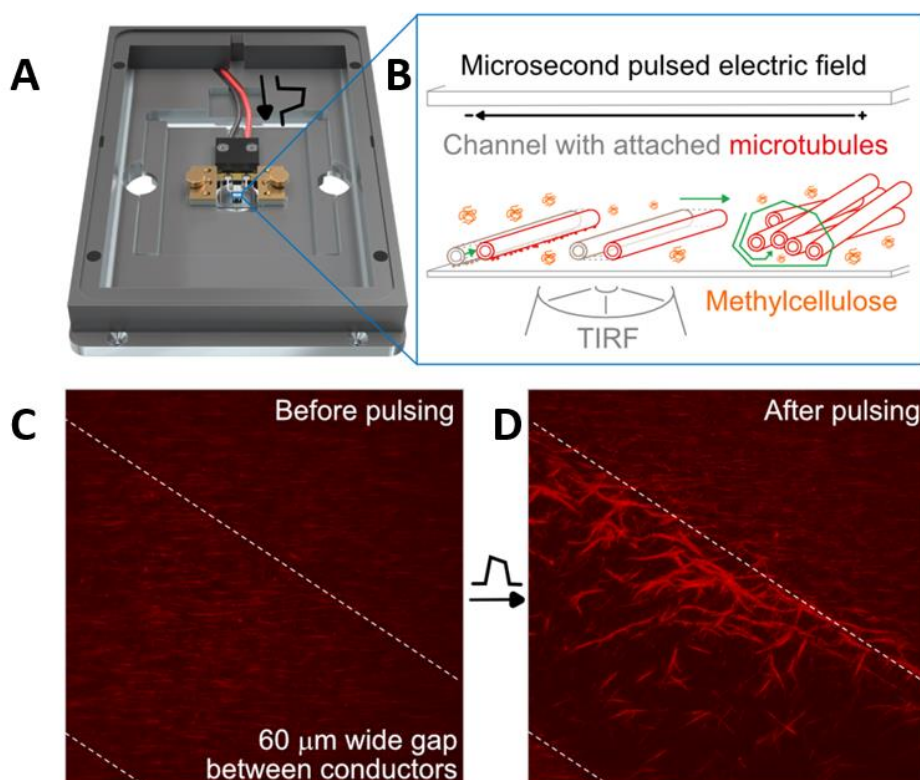 A
B
Microsecond pulsed electric field
- +
Channel with attached microtubules
Methylcellulose
TIRF
C
Before pulsing
60 μm wide gap
between conductors
D
After pulsing